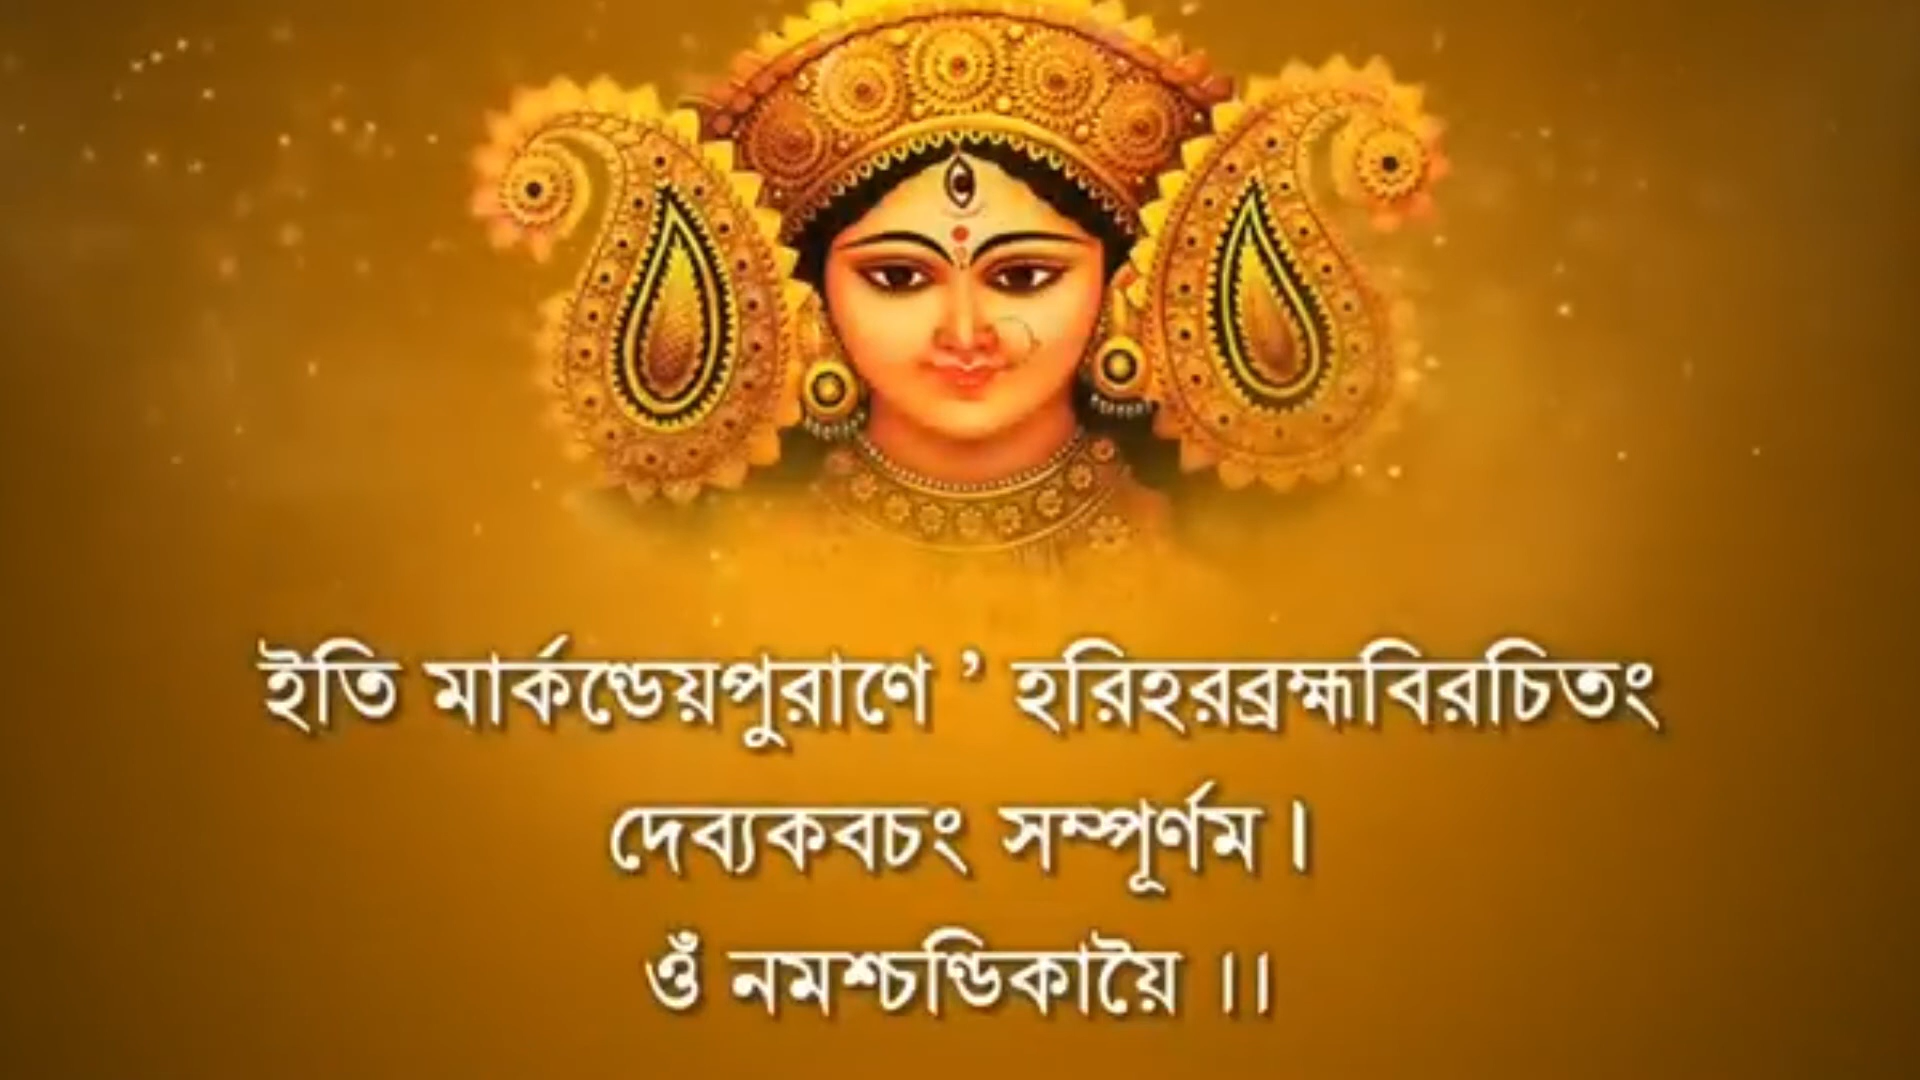 ইতি মার্কণ্ডেয়পুরাণে ’ হরিহরব্রহ্মবিরচিতং
দেব্যকবচং সম্পূর্ণম ।
ওঁ নমশ্চণ্ডিকায়ৈ ।।